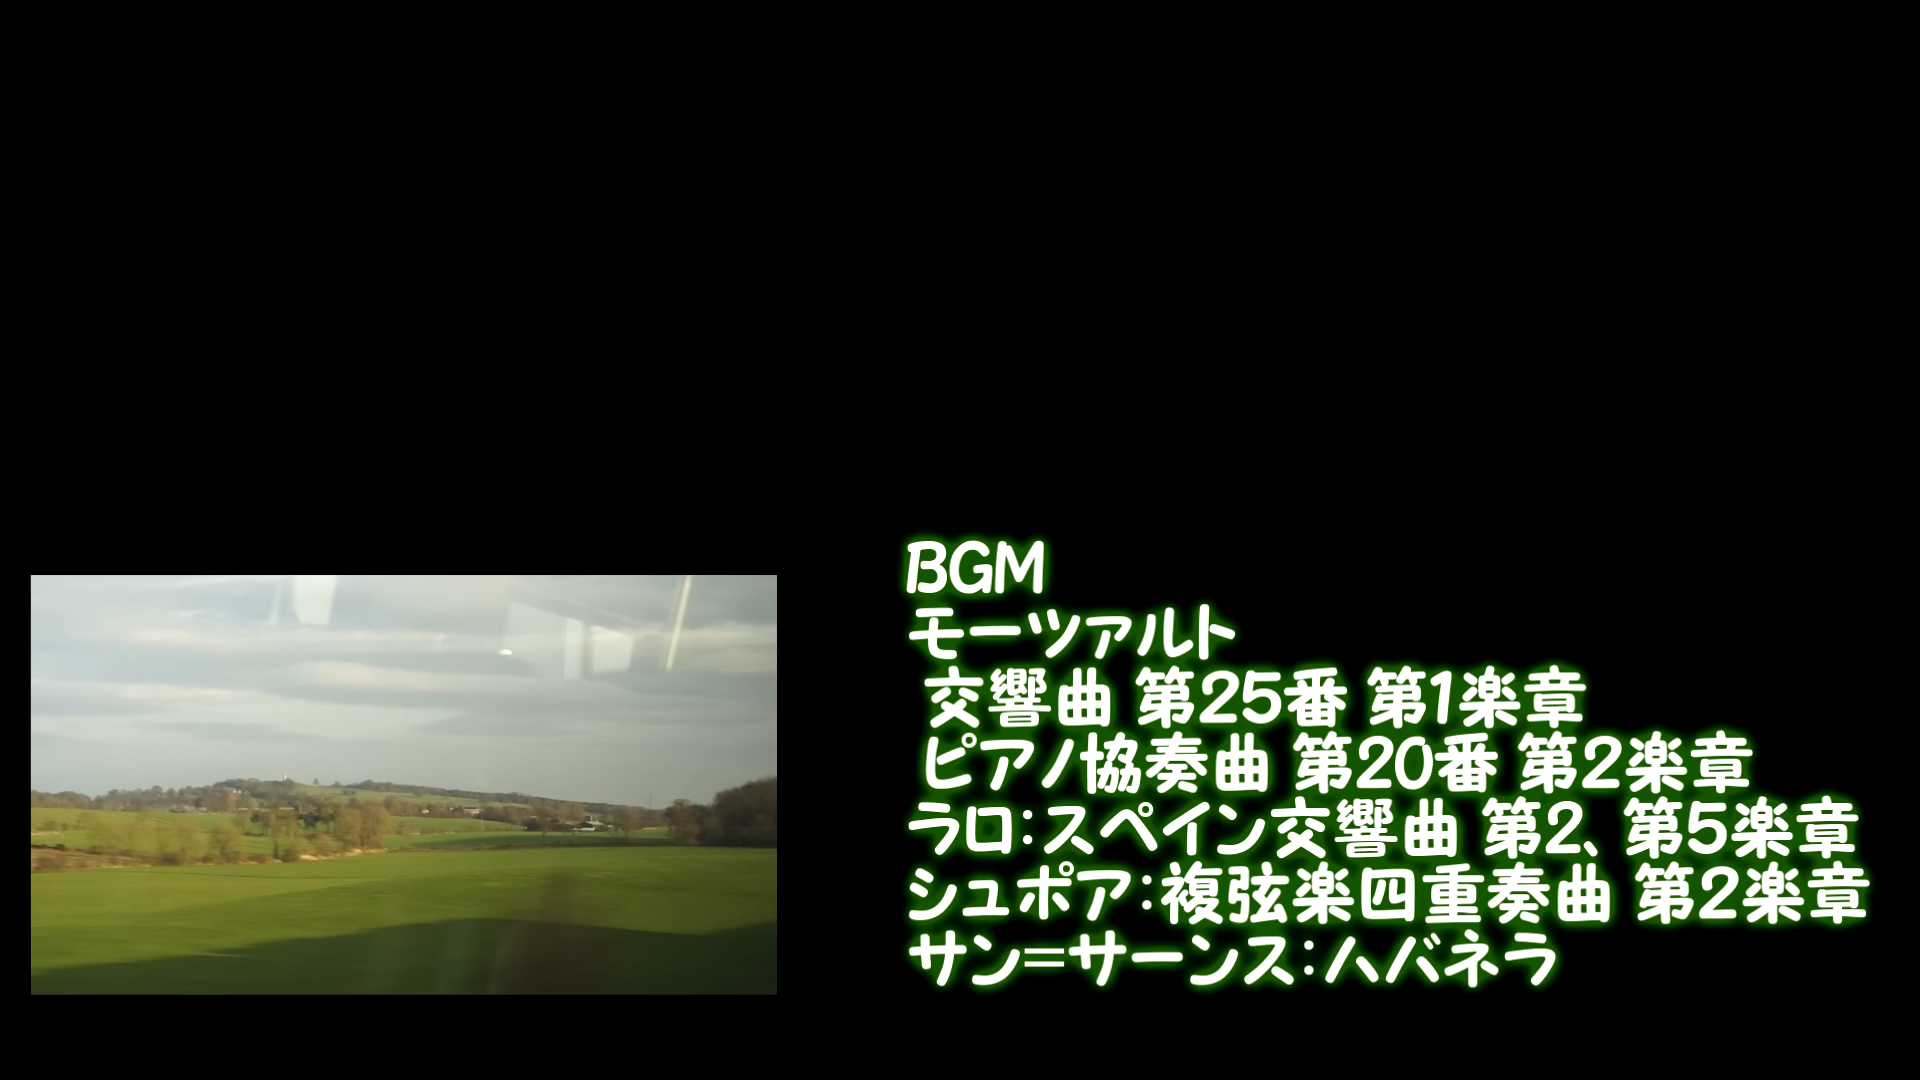 BGM
モーツァルト
交響曲 第25番 第1楽章
ピアノ協奏曲 第20番 第2楽章
ラロ:スペイン交響曲 第2、第5楽章
シュポア:複弦楽四重奏曲 第2楽章
サン=サーンス:ハバネラ